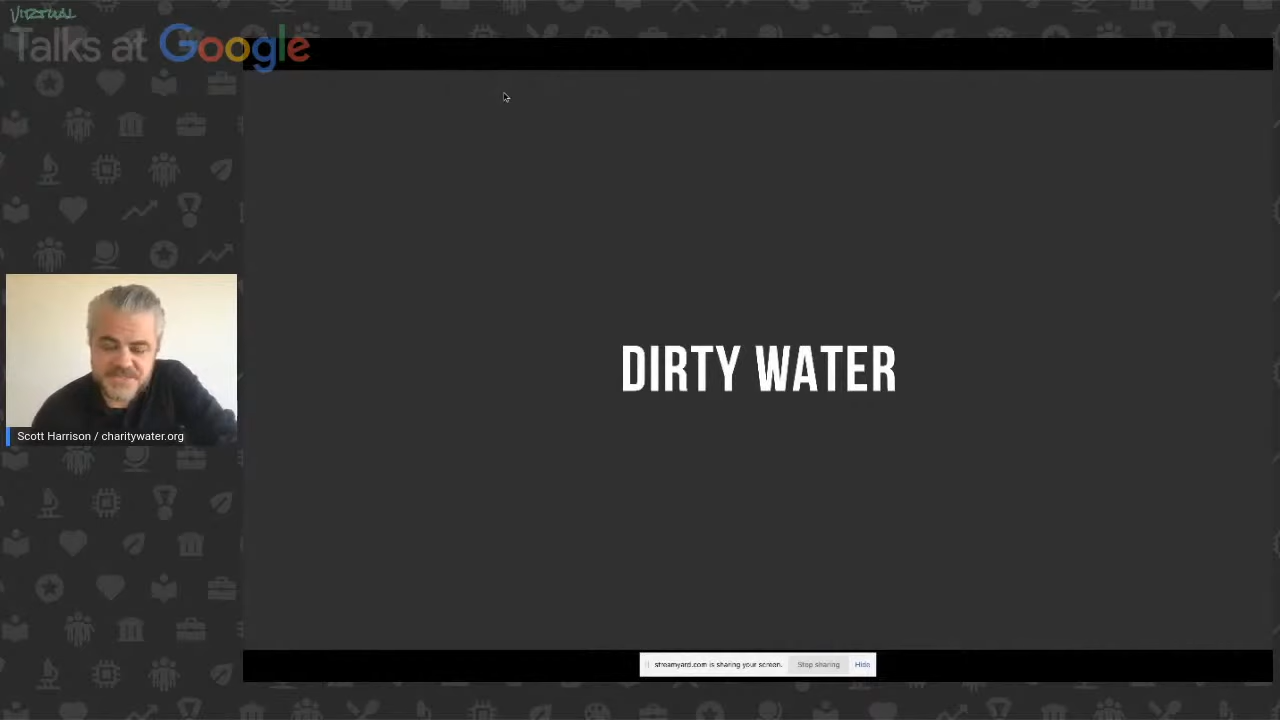 VIRTUAL
Talks at Google
DIRTY WATER
Scott Harrison / charitywater.org
streamyard.com is sharing your screen.
Stop sharing
Hide